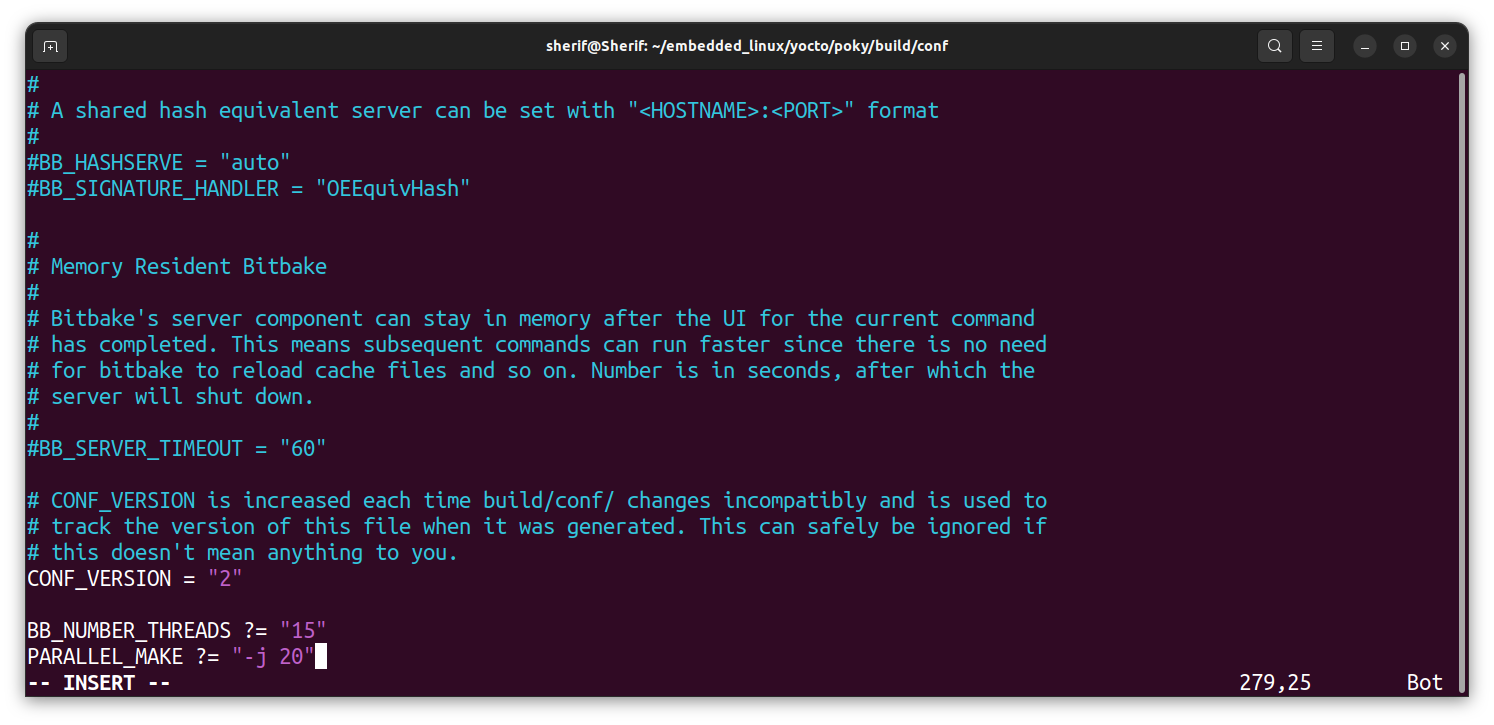 sherif@Sherif: ~/embedded_linux/yocto/poky/build/conf
#
# A shared hash equivalent server can be set with "<HOSTNAME>:<PORT>" format
#
#BB_HASHSERVE = "auto"
#BB_SIGNATURE_HANDLER = "OEEquivHash"
#
# Memory Resident Bitbake
#
# Bitbake's server component can stay in memory after the UI for the current command
# has completed. This means subsequent commands can run faster since there is no need
# for bitbake to reload cache files and so on. Number is in seconds, after which the
# server will shut down.
#
#BB_SERVER_TIMEOUT = "60"
# CONF_VERSION is increased each time build/conf/ changes incompatibly and is used to
# track the version of this file when it was generated. This can safely be ignored if
# this doesn't mean anything to you.
CONF_VERSION = "2"
BB_NUMBER_THREADS ?= "15"
PARALLEL_MAKE ?= "-j 20"
-- INSERT -- 279,25 Bot